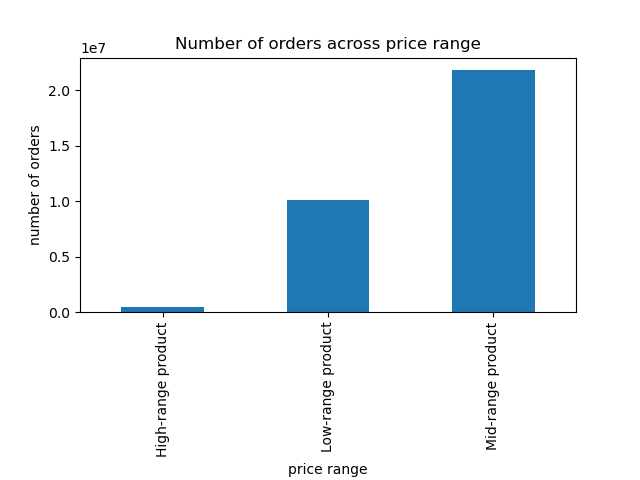 Number of orders across price range
1e7
2.0
1.5
1.0
0.5
0.0
number of orders
High-range product
Low-range product
Mid-range product
price range